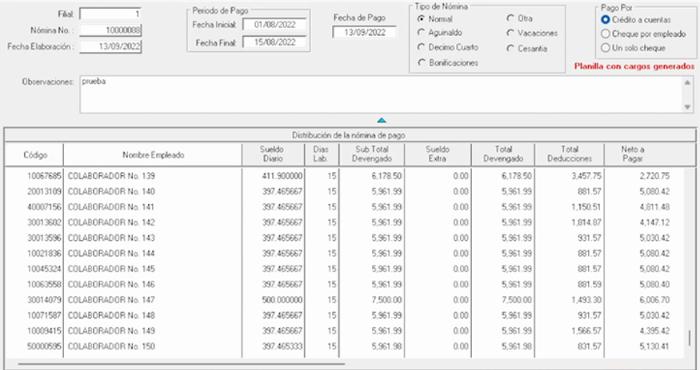 Filial: 1
Nómina No. : 10000088
Fecha Elaboración : 13/09/2022
Periodo de Pago
Fecha Inicial: 01/08/2022
Fecha Final: 15/08/2022
Fecha de Pago
13/09/2022
Tipo de Nómina
Normal Otra
Aguinaldo Vacaciones
Decimo Cuarto Cesantia
Bonificaciones
Pago Por
Crédito a cuentas
Cheque por empleado
Un solo cheque
Planilla con cargos generados
Observaciones: prueba
Distribución de la nómina de pago
Código Nombre Empleado Sueldo Diario Dias Lab. Sub Total Devengado Sueldo Extra Total Devengado Total Deducciones Neto a Pagar
10067685 COLABORADOR No. 139 411.900000 15 6,178.50 0.00 6,178.50 3,457.75 2,720.75
20013109 COLABORADOR No. 140 397.465667 15 5,961.99 0.00 5,961.99 881.57 5,080.42
40007156 COLABORADOR No. 141 397.465667 15 5,961.99 0.00 5,961.99 1,150.51 4,811.48
30013602 COLABORADOR No. 142 397.465667 15 5,961.99 0.00 5,961.99 1,814.87 4,147.12
30013596 COLABORADOR No. 143 397.465667 15 5,961.99 0.00 5,961.99 931.57 5,030.42
10021836 COLABORADOR No. 144 397.465667 15 5,961.99 0.00 5,961.99 881.57 5,080.42
10045324 COLABORADOR No. 145 397.465667 15 5,961.99 0.00 5,961.99 881.57 5,080.42
10063558 COLABORADOR No. 146 397.465667 15 5,961.99 0.00 5,961.99 881.59 5,080.40
30014079 COLABORADOR No. 147 500.000000 15 7,500.00 0.00 7,500.00 1,493.30 6,006.70
10071587 COLABORADOR No. 148 397.465667 15 5,961.99 0.00 5,961.99 931.57 5,030.42
10009415 COLABORADOR No. 149 397.465667 15 5,961.99 0.00 5,961.99 1,566.57 4,395.42
50000595 COLABORADOR No. 150 397.465333 15 5,961.98 0.00 5,961.98 831.57 5,130.41